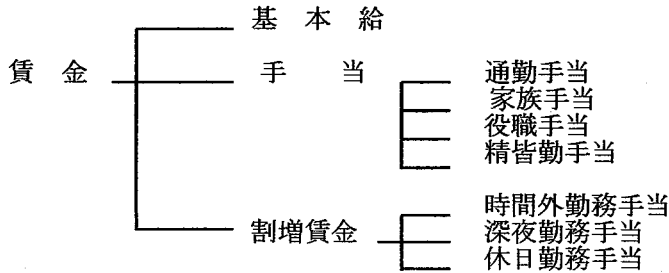 基本給
賃金
手当
通勤手当
家族手当
役職手当
精皆勤手当
割増賃金
時間外勤務手当
深夜勤務手当
休日勤務手当